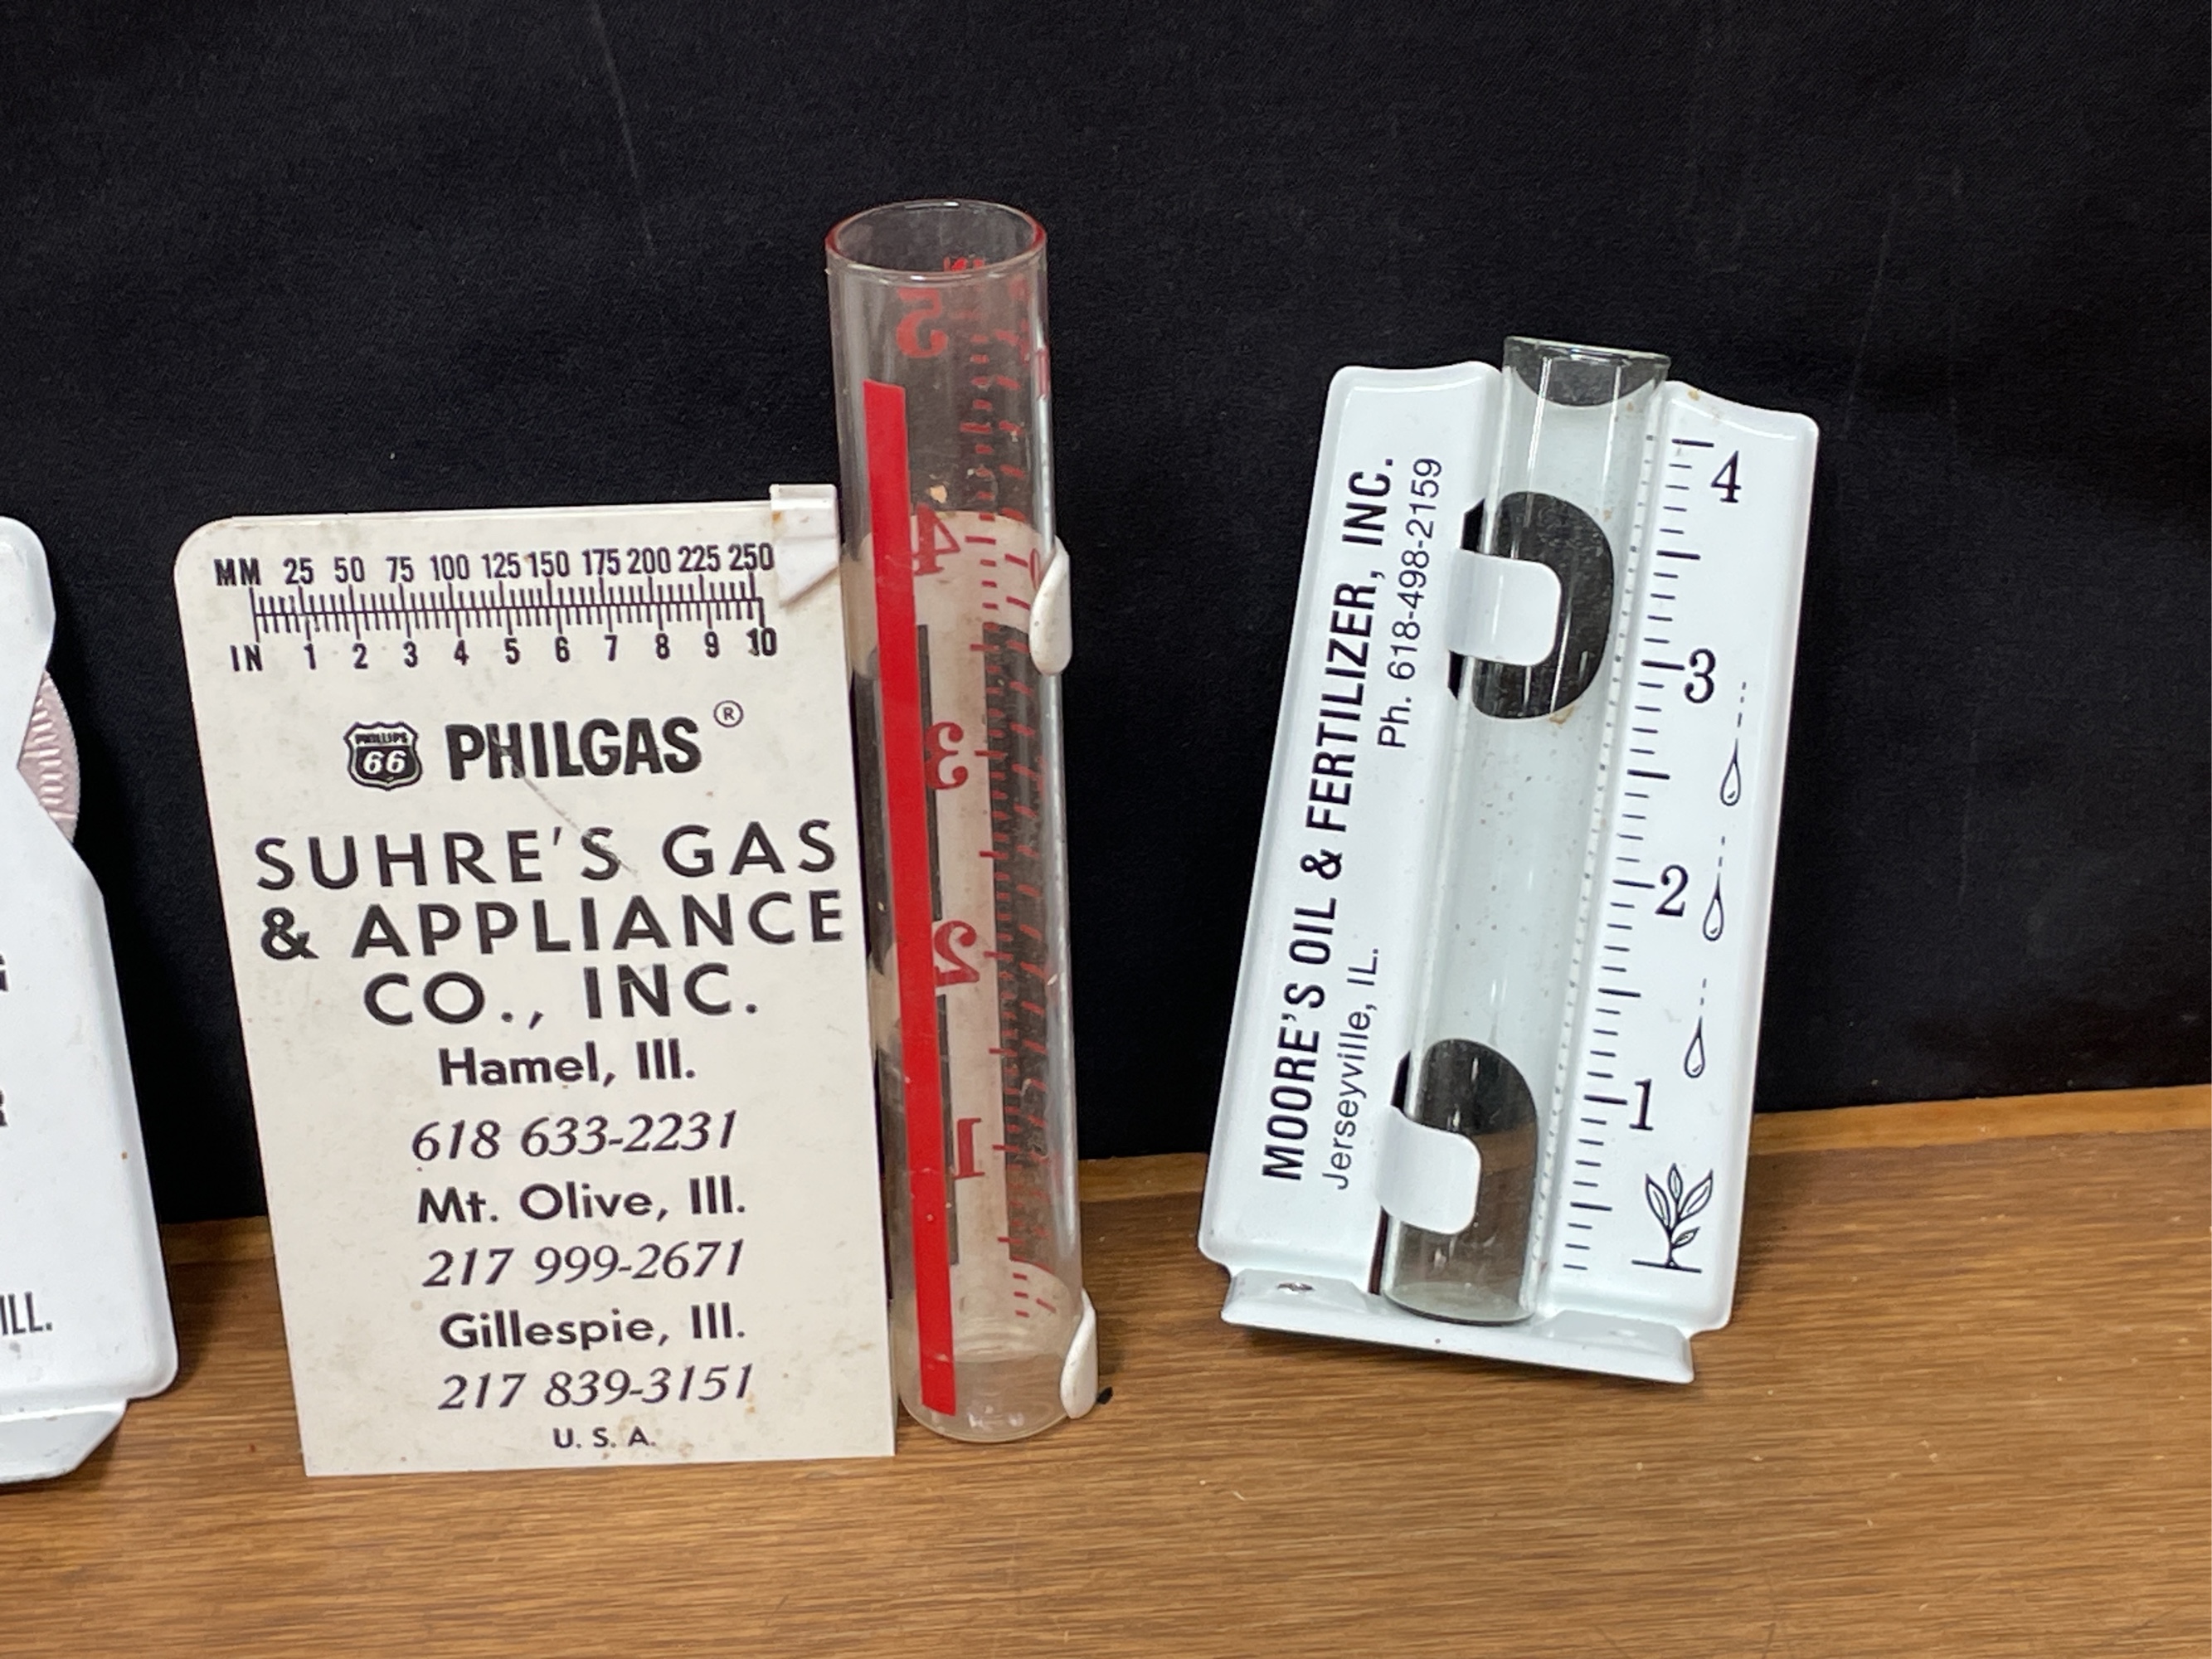 ILL.
MM 25 50 75 100 125 150 175 200 225 250
IN 1 2 3 4 5 6 7 8 9 10
PHILLIPS
66
PHILGAS ®
SUHRE'S GAS
& APPLIANCE
CO., INC.
Hamel, Ill.
618 633-2231
Mt. Olive, Ill.
217 999-2671
Gillespie, Ill.
217 839-3151
U. S. A.
5
4
3
2
1
MOORE'S OIL & FERTILIZER, INC.
Jerseyville, IL.
Ph. 618-498-2159
4
3
2
1